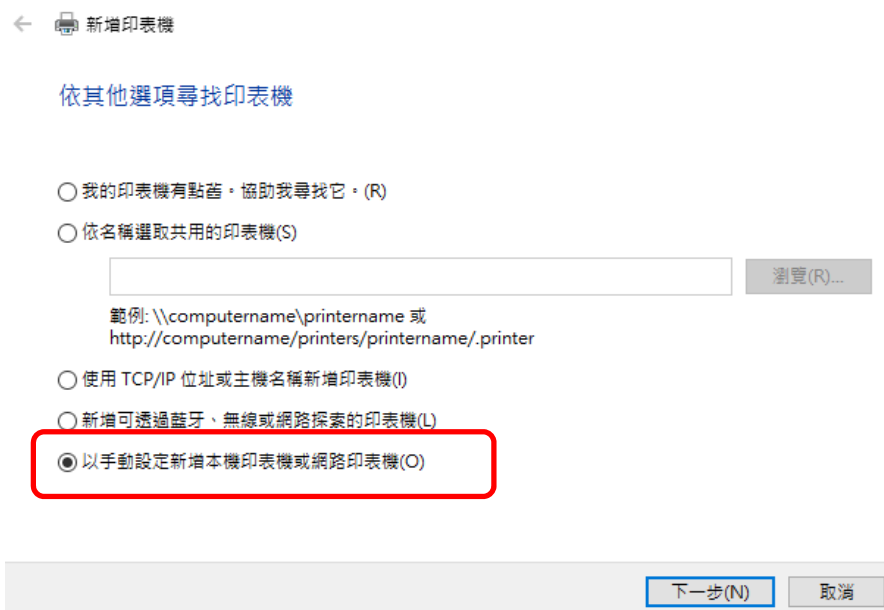 新增印表機
依其他選項尋找印表機
我的印表機有點舊。協助我尋找它。(R)
依名稱選取共用的印表機(S)
瀏覽(R)...
範例: \\computername\printername 或
http://computername/printers/printername/.printer
使用 TCP/IP 位址或主機名稱新增印表機(I)
新增可透過藍牙、無線或網路探索的印表機(L)
以手動設定新增本機印表機或網路印表機(O)
下一步(N)
取消